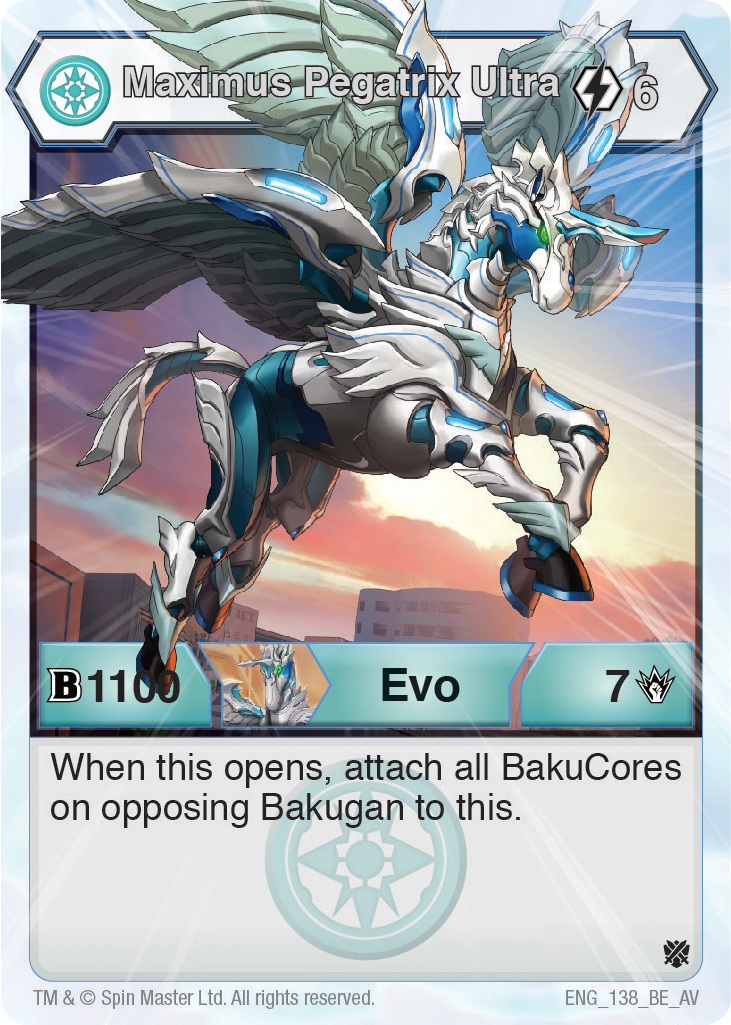 Maximus Pegatrix Ultra 6
B 1100 Evo 7
When this opens, attach all BakuCores
on opposing Bakugan to this.
TM & © Spin Master Ltd. All rights reserved. ENG_138_BE_AV